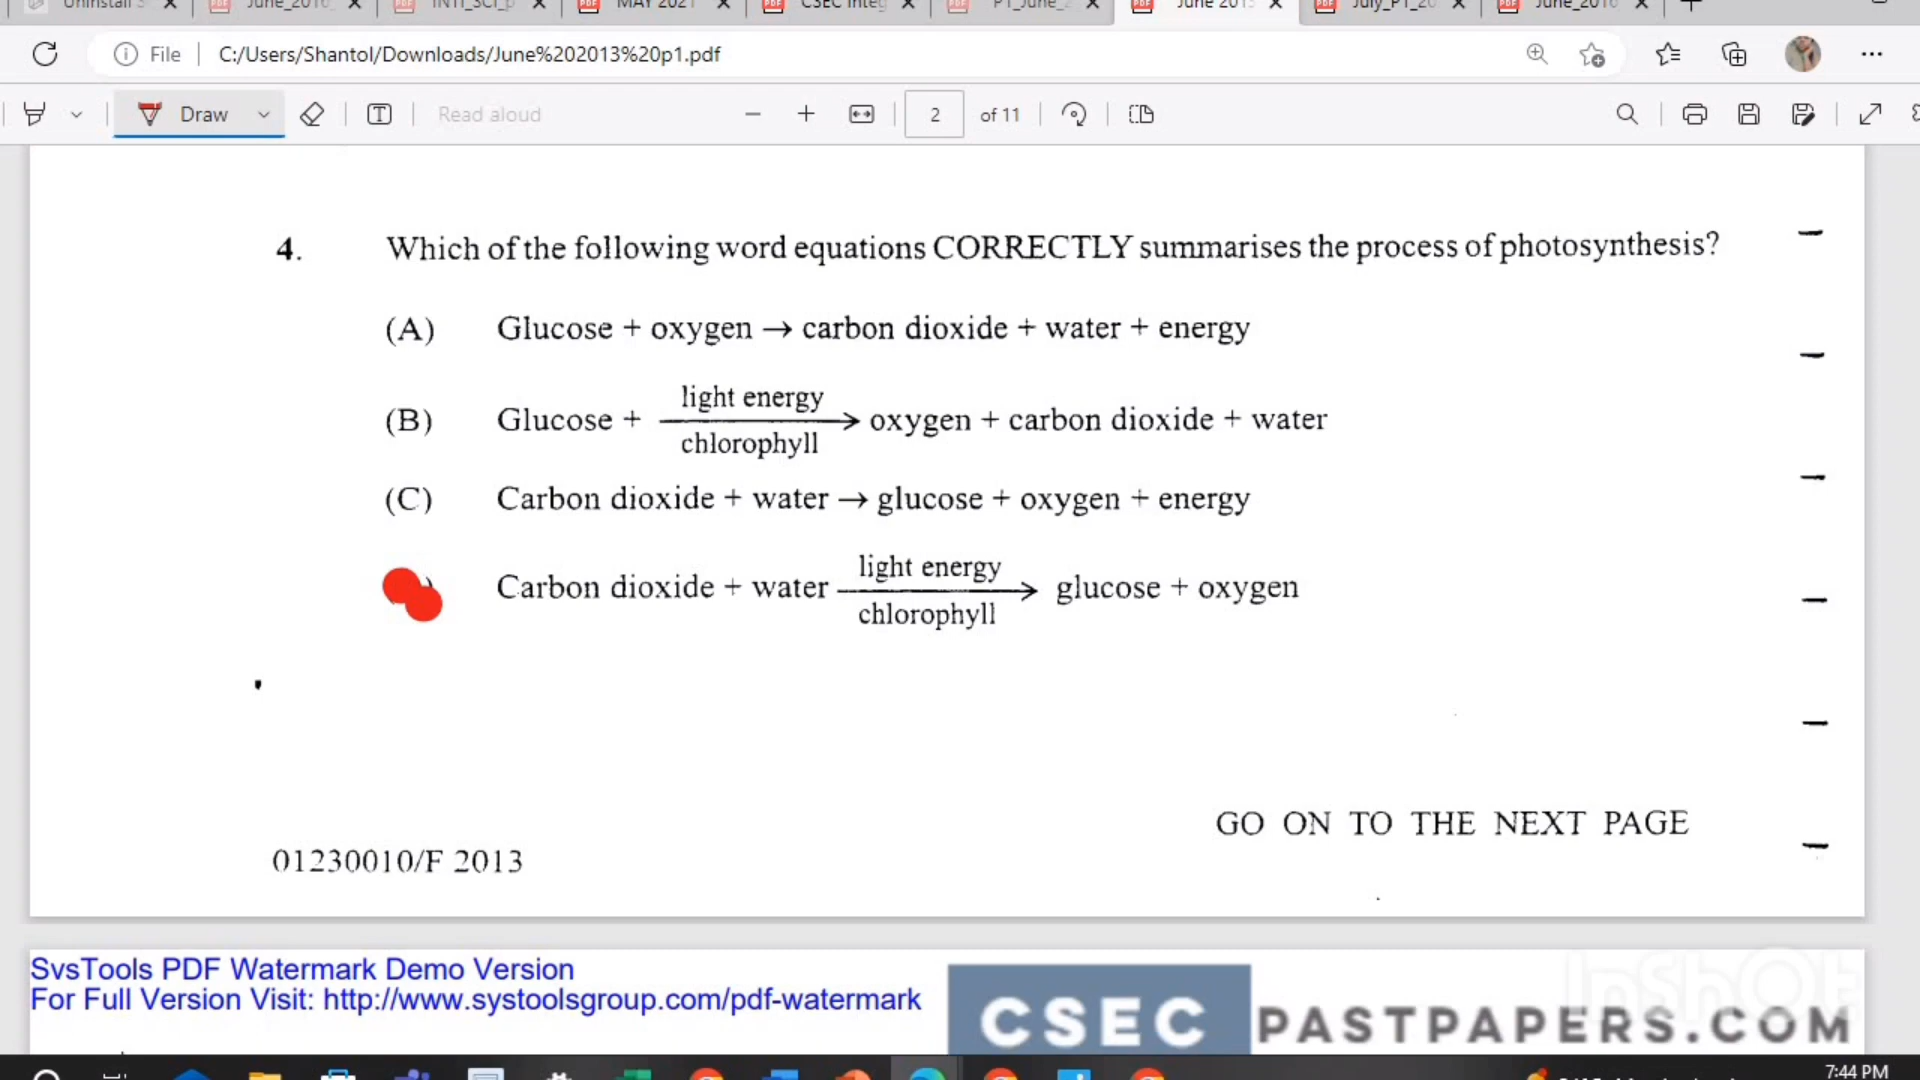 File C:/Users/Shantol/Downloads/June%202013%20p1.pdf
Draw Read aloud 2 of 11
4. Which of the following word equations CORRECTLY summarises the process of photosynthesis?
(A) Glucose + oxygen → carbon dioxide + water + energy
light energy
(B) Glucose + → oxygen + carbon dioxide + water
chlorophyll
(C) Carbon dioxide + water → glucose + oxygen + energy
light energy
Carbon dioxide + water → glucose + oxygen
chlorophyll
GO ON TO THE NEXT PAGE
01230010/F 2013
SvsTools PDF Watermark Demo Version
For Full Version Visit: http://www.systoolsgroup.com/pdf-watermark
CSEC PASTPAPERS.COM
InShOt
7:44 PM